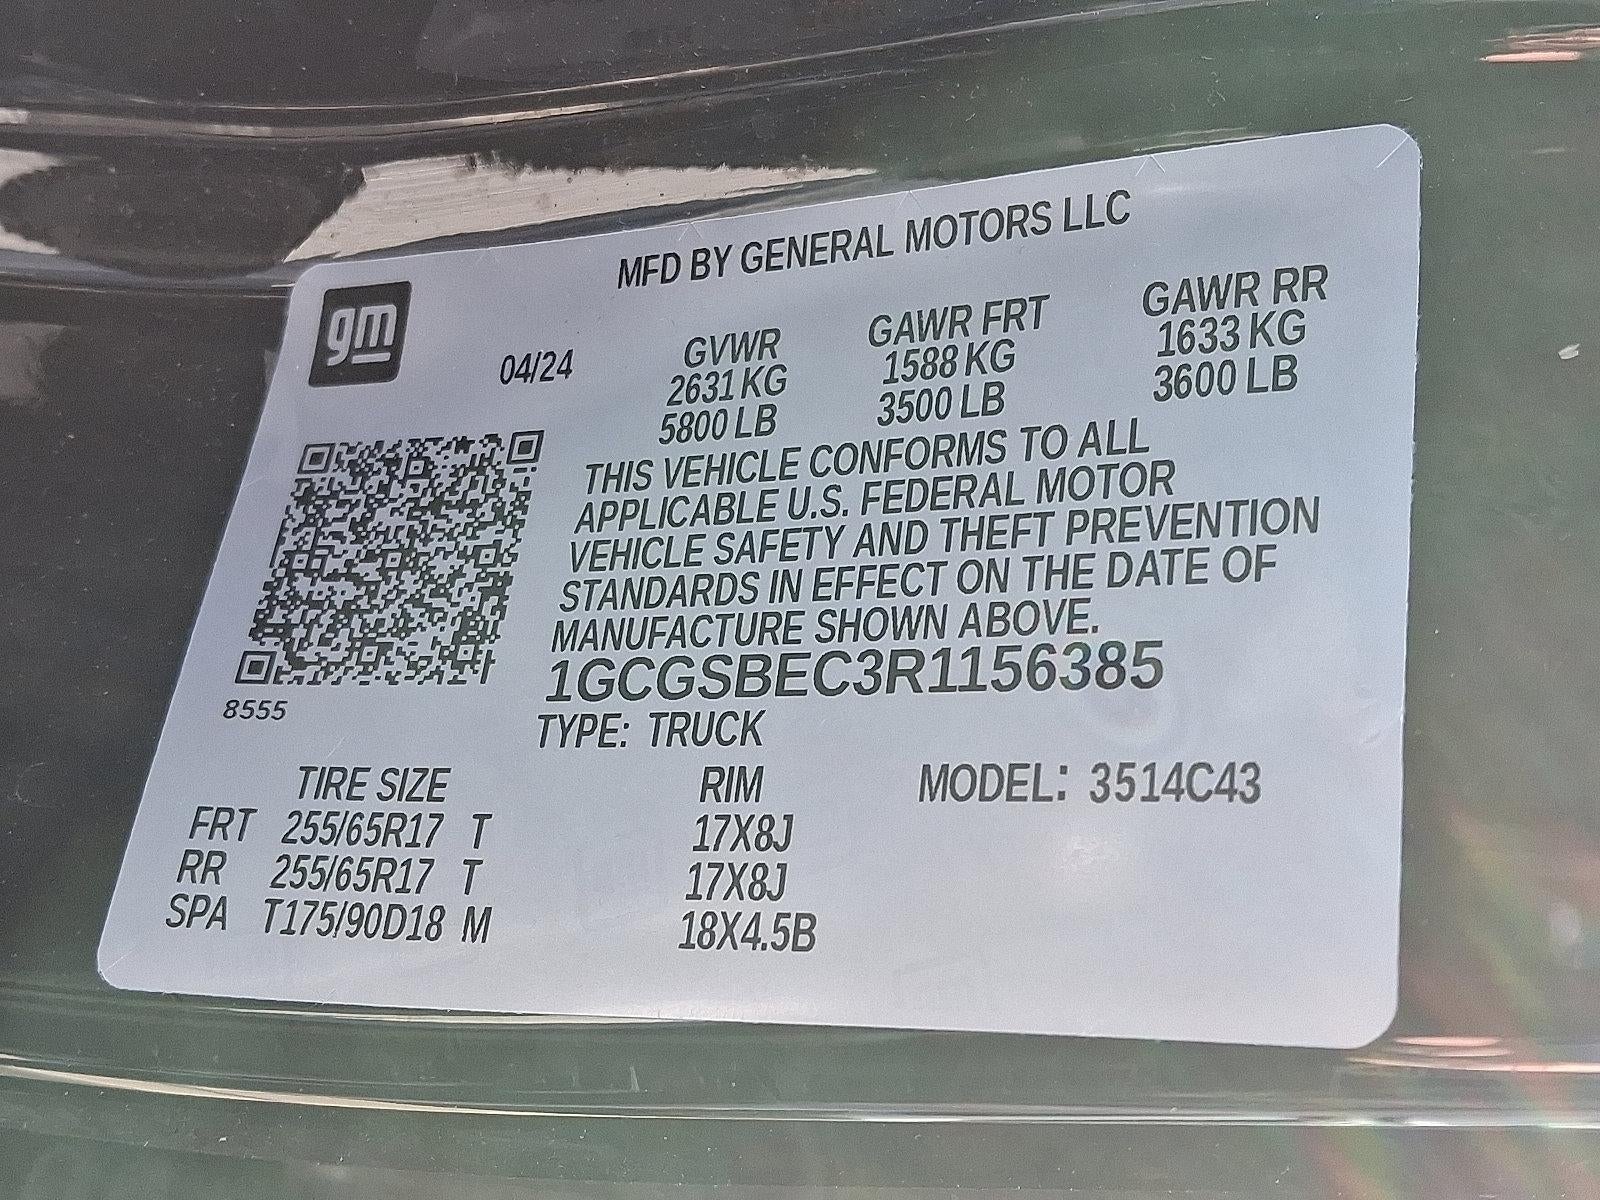 MFD BY GENERAL MOTORS LLC
gm
04/24
GVWR GAWR FRT GAWR RR
2631 KG 1588 KG 1633 KG
5800 LB 3500 LB 3600 LB
THIS VEHICLE CONFORMS TO ALL
APPLICABLE U.S. FEDERAL MOTOR
VEHICLE SAFETY AND THEFT PREVENTION
STANDARDS IN EFFECT ON THE DATE OF
MANUFACTURE SHOWN ABOVE.
1GCGSBEC3R1156385
8555
TYPE: TRUCK
TIRE SIZE RIM MODEL: 3514C43
FRT 255/65R17 T 17X8J
RR 255/65R17 T 17X8J
SPA T175/90D18 M 18X4.5B